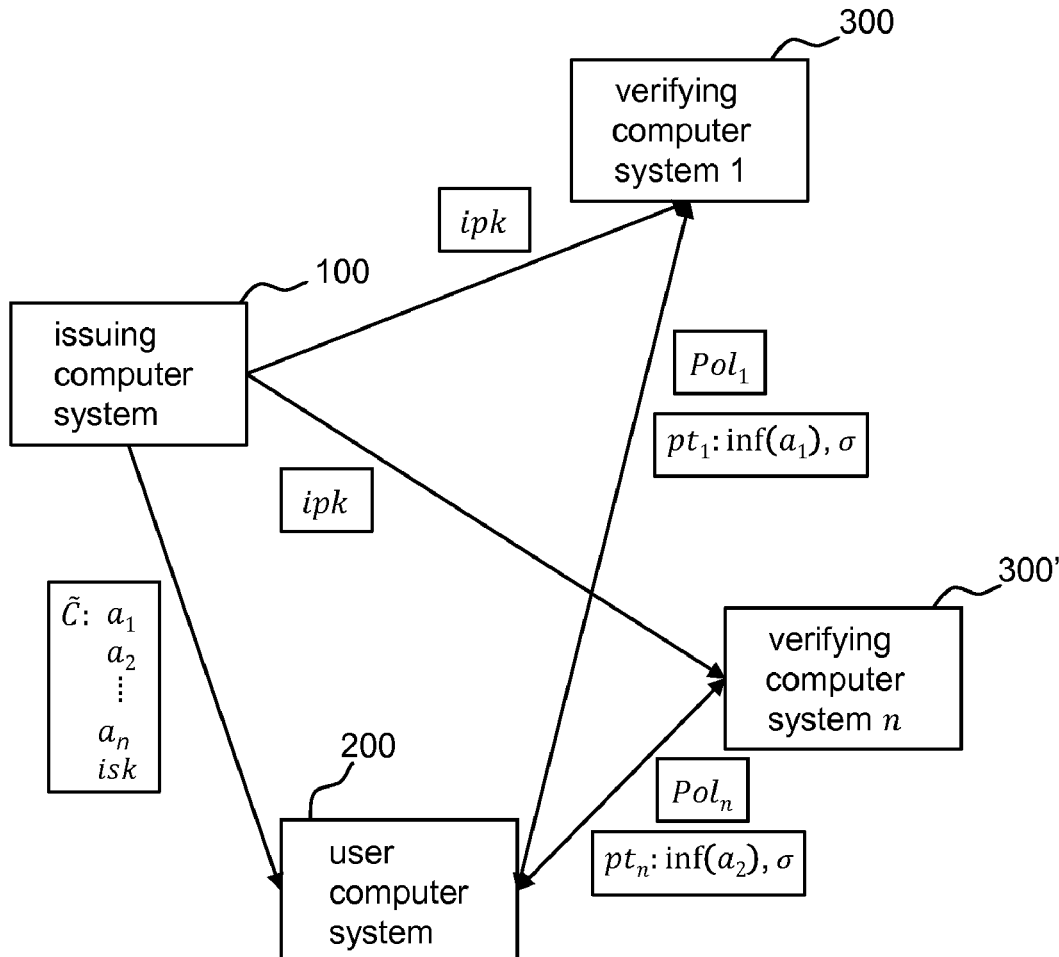 300
verifying
computer
system 1
ipk
100
issuing
computer
system
Pol₁
pt₁: inf(a₁), σ
ipk
300’
C̃: a₁
a₂
⋮
aₙ
isk
verifying
computer
system n
200
Polₙ
ptₙ: inf(a₂), σ
user
computer
system